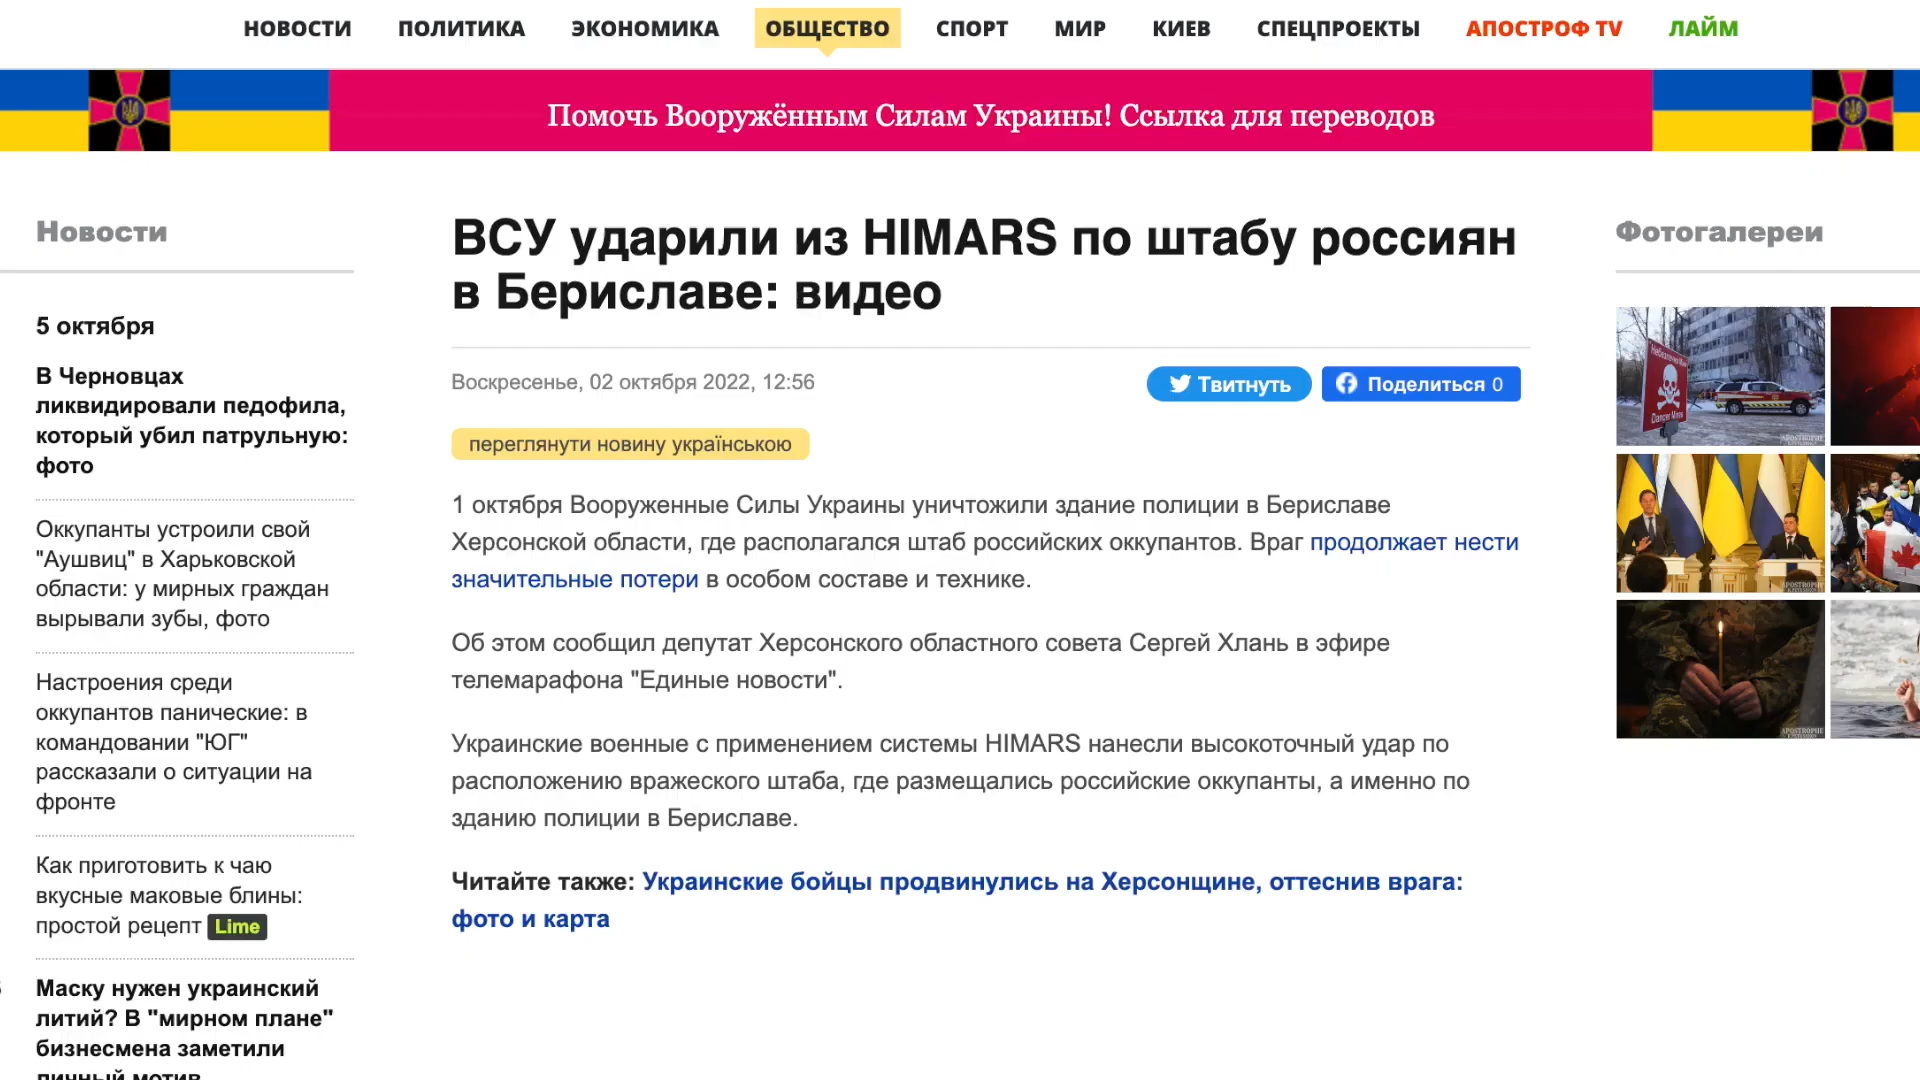 НОВОСТИ ПОЛИТИКА ЭКОНОМИКА ОБЩЕСТВО СПОРТ МИР КИЕВ СПЕЦПРОЕКТЫ АПОСТРОФ TV ЛАЙМ
Помочь Вооружённым Силам Украины! Ссылка для переводов
Новости
5 октября
В Черновцах
ликвидировали педофила,
который убил патрульную:
фото
Оккупанты устроили свой
"Аушвиц" в Харьковской
области: у мирных граждан
вырывали зубы, фото
Настроения среди
оккупантов панические: в
командовании "ЮГ"
рассказали о ситуации на
фронте
Как приготовить к чаю
вкусные маковые блины:
простой рецепт Lime
Маску нужен украинский
литий? В "мирном плане"
бизнесмена заметили
личный мотив
ВСУ ударили из HIMARS по штабу россиян
в Бериславе: видео
Воскресенье, 02 октября 2022, 12:56
Твитнуть
Поделиться 0
переглянути новину українською
1 октября Вооруженные Силы Украины уничтожили здание полиции в Бериславе
Херсонской области, где располагался штаб российских оккупантов. Враг продолжает нести
значительные потери в особом составе и технике.
Об этом сообщил депутат Херсонского областного совета Сергей Хлань в эфире
телемарафона "Единые новости".
Украинские военные с применением системы HIMARS нанесли высокоточный удар по
расположению вражеского штаба, где размещались российские оккупанты, а именно по
зданию полиции в Бериславе.
Читайте также: Украинские бойцы продвинулись на Херсонщине, оттеснив врага:
фото и карта
Фотогалереи
Danger Mines
APOSTROPHE
APOSTROPHE
APOSTROPHE